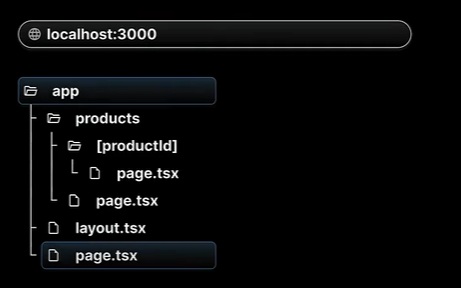 localhost:3000
app
products
[productId]
page.tsx
page.tsx
layout.tsx
page.tsx